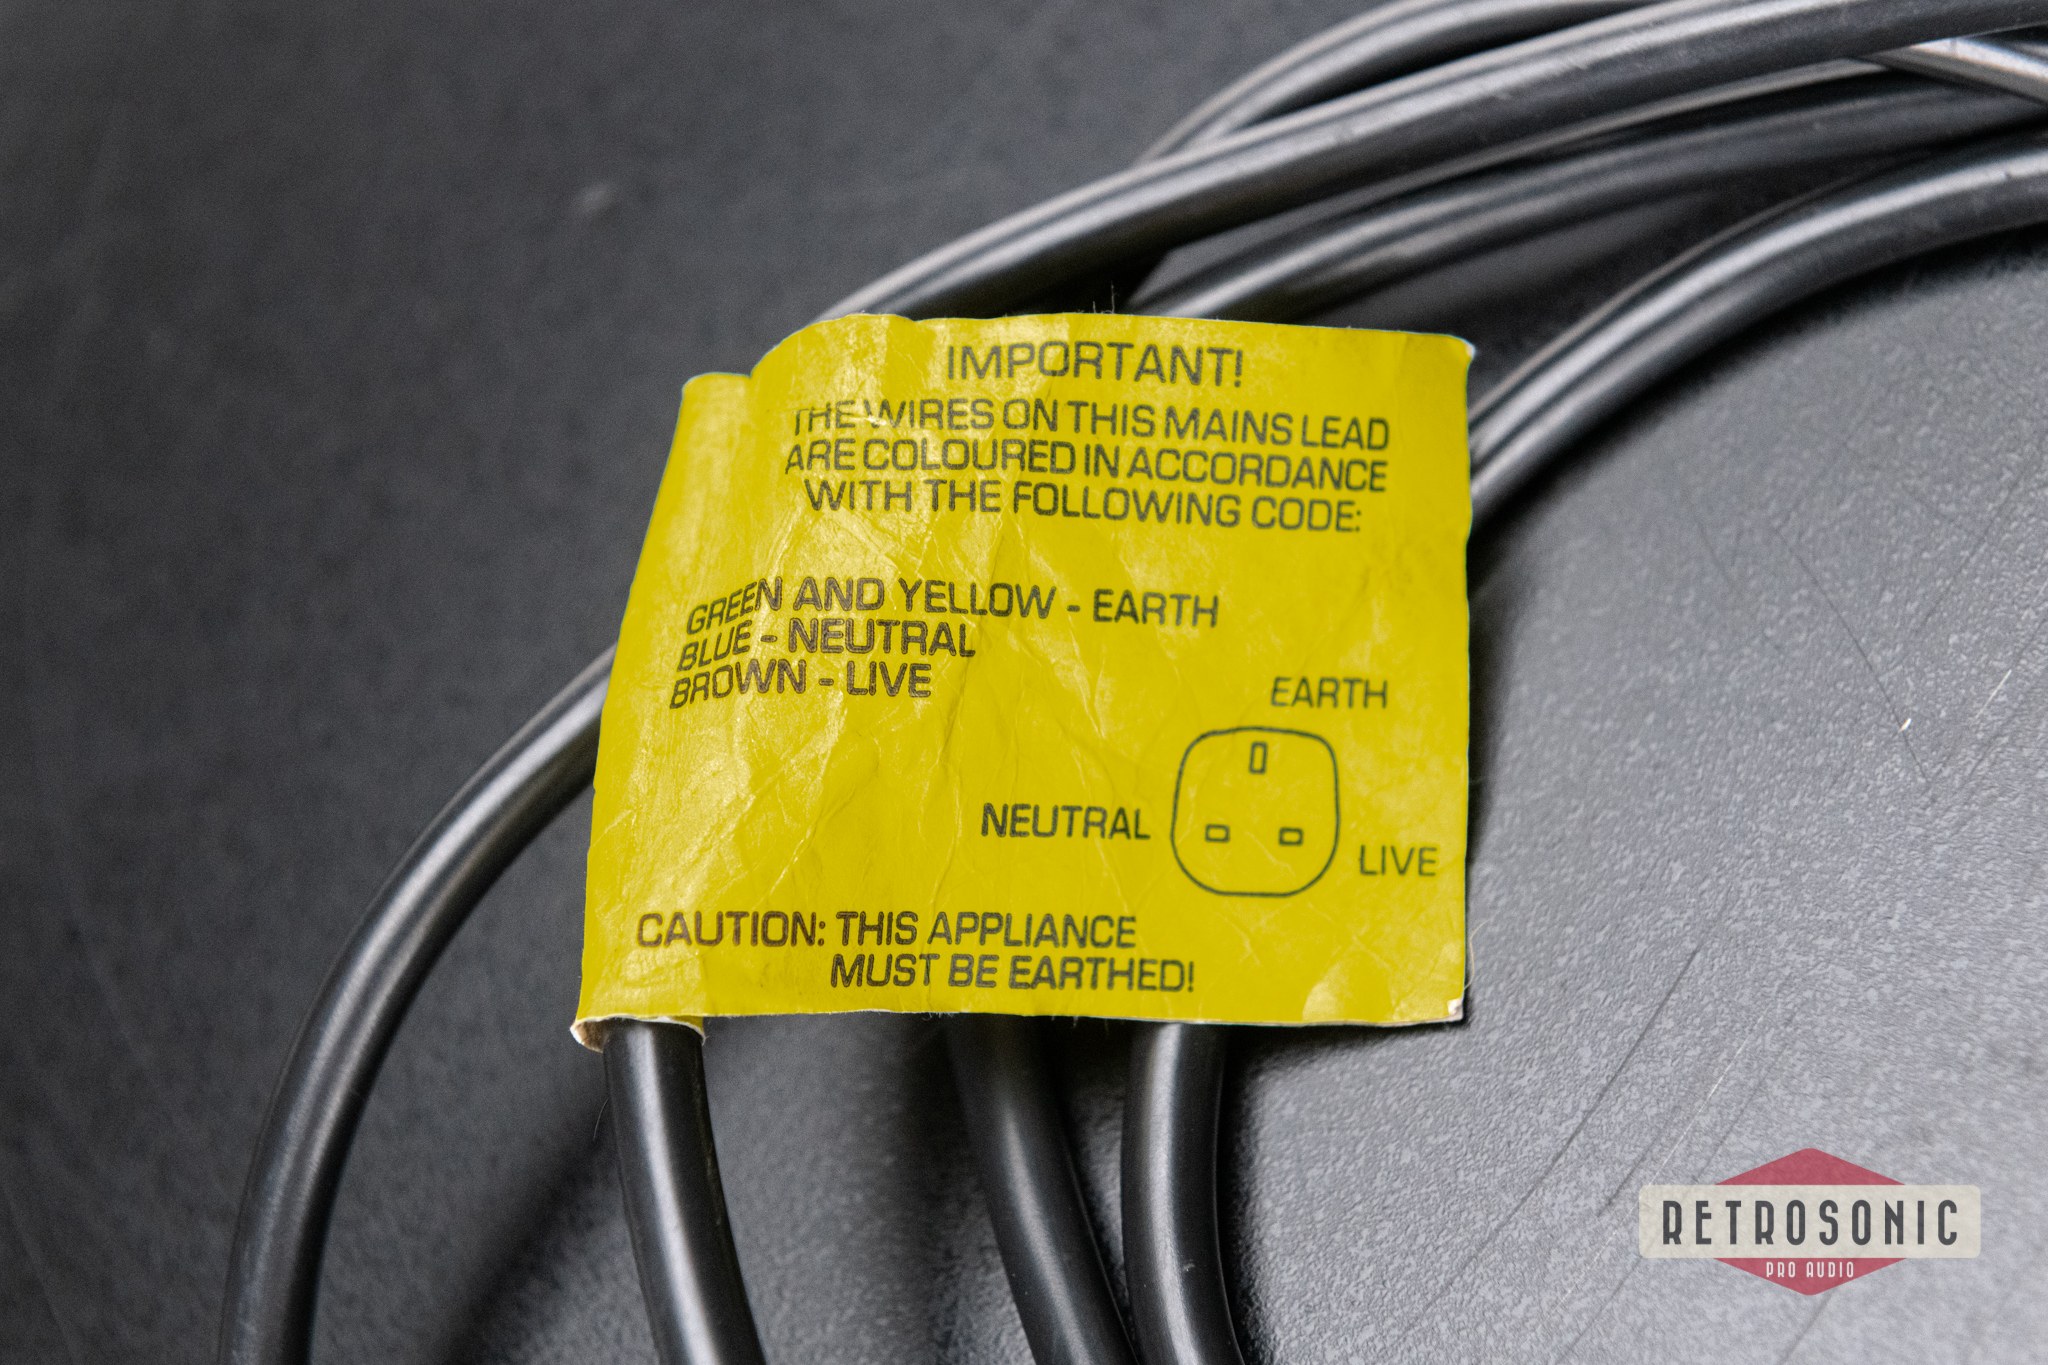 IMPORTANT!
THE WIRES ON THIS MAINS LEAD
ARE COLOURED IN ACCORDANCE
WITH THE FOLLOWING CODE:
GREEN AND YELLOW - EARTH
BLUE - NEUTRAL
BROWN - LIVE
EARTH
NEUTRAL
LIVE
CAUTION: THIS APPLIANCE
MUST BE EARTHED!
RETROSONIC
PRO AUDIO